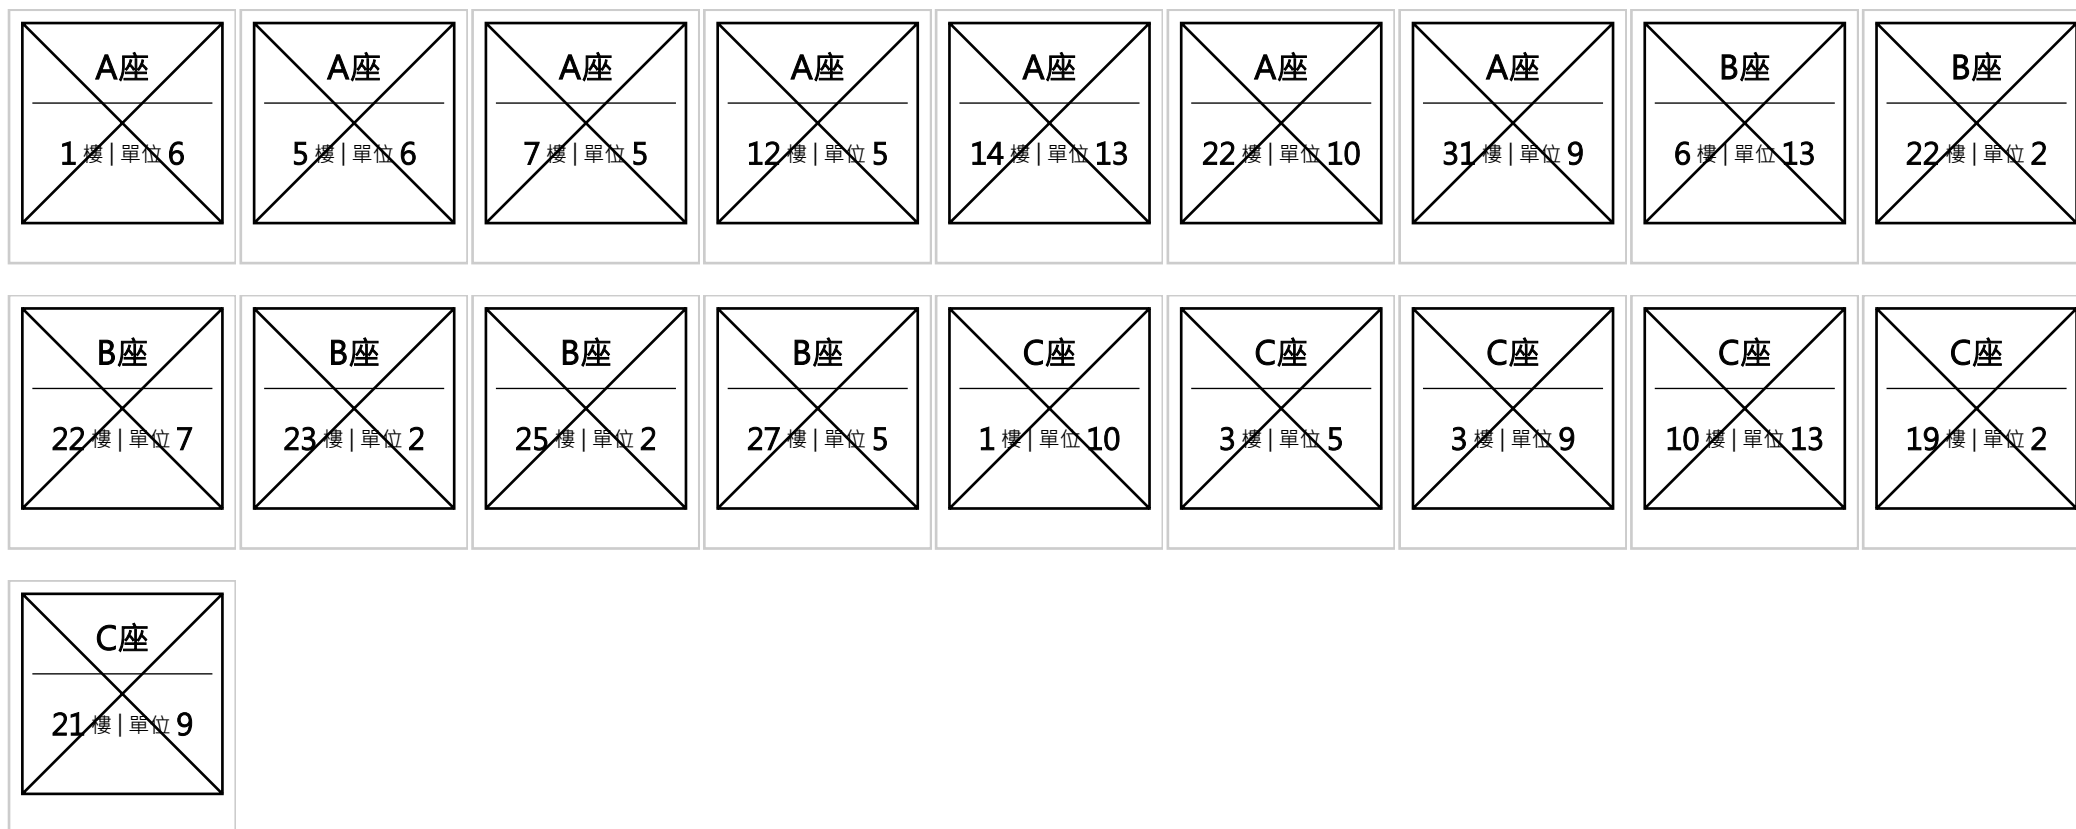 A座
1 樓 | 單位 6
A座
5 樓 | 單位 6
A座
7 樓 | 單位 5
A座
12 樓 | 單位 5
A座
14 樓 | 單位 13
A座
22 樓 | 單位 10
A座
31 樓 | 單位 9
B座
6 樓 | 單位 13
B座
22 樓 | 單位 2
B座
22 樓 | 單位 7
B座
23 樓 | 單位 2
B座
25 樓 | 單位 2
B座
27 樓 | 單位 5
C座
1 樓 | 單位 10
C座
3 樓 | 單位 5
C座
3 樓 | 單位 9
C座
10 樓 | 單位 13
C座
19 樓 | 單位 2
C座
21 樓 | 單位 9